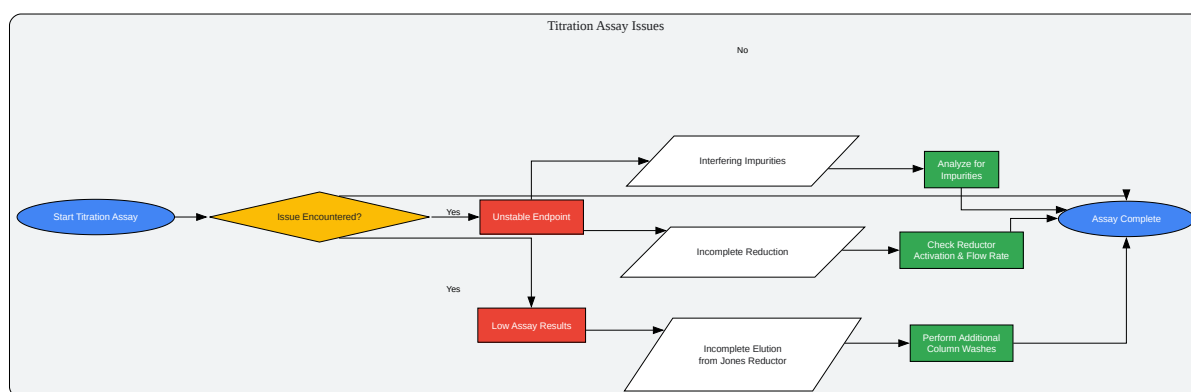 Titration Assay Issues
No
Interfering Impurities
Analyze for
Impurities
Start Titration Assay
Issue Encountered?
Yes
Unstable Endpoint
Assay Complete
Incomplete Reduction
Check Reductor
Activation & Flow Rate
Yes
Low Assay Results
Incomplete Elution
from Jones Reductor
Perform Additional
Column Washes